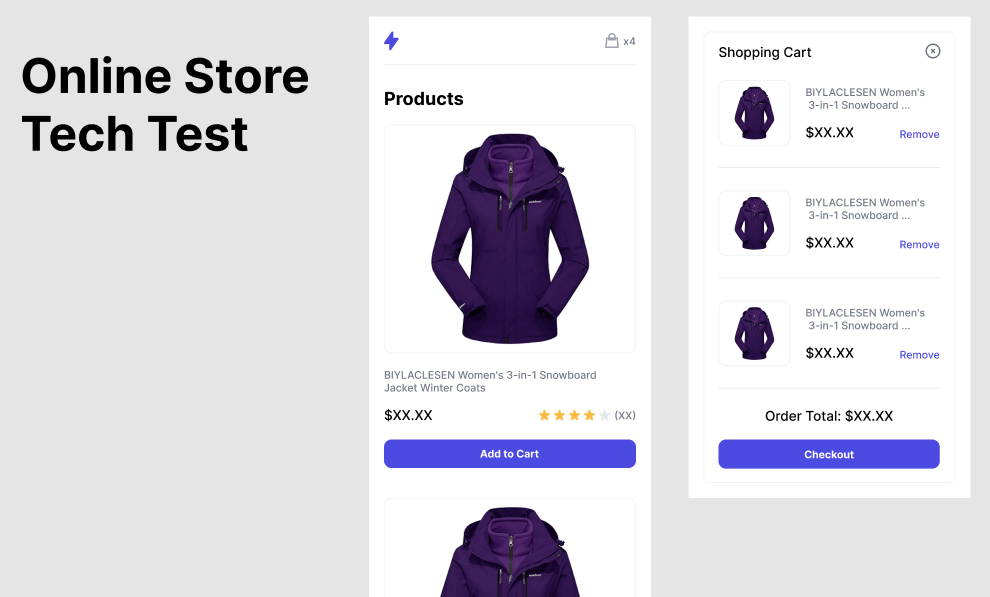 Online Store
Tech Test
x4
Products
BIYLACLESEN Women's 3-in-1 Snowboard
Jacket Winter Coats
$XX.XX
(XX)
Add to Cart
Shopping Cart
BIYLACLESEN Women's
3-in-1 Snowboard ...
$XX.XX
Remove
BIYLACLESEN Women's
3-in-1 Snowboard ...
$XX.XX
Remove
BIYLACLESEN Women's
3-in-1 Snowboard ...
$XX.XX
Remove
Order Total: $XX.XX
Checkout